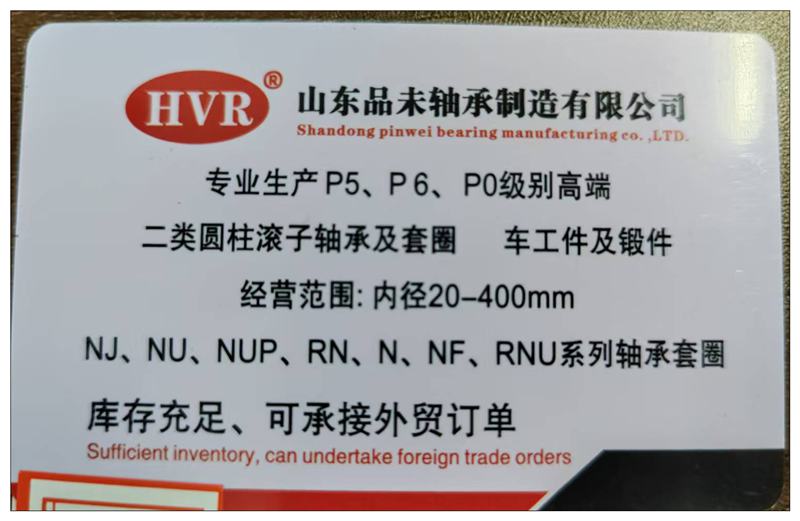 HVR®
山东品未轴承制造有限公司
Shandong pinwei bearing manufacturing co. ,LTD.
专业生产 P5、P 6、 P0级别高端
二类圆柱滚子轴承及套圈 车工件及锻件
经营范围: 内径20-400mm
NJ、NU、NUP、RN、N、NF、RNU系列轴承套圈
库存充足、可承接外贸订单
Sufficient inventory, can undertake foreign trade orders